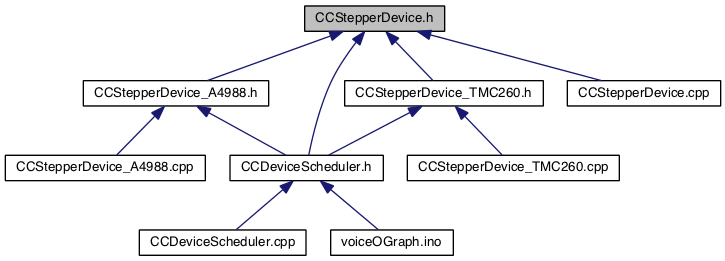 CCStepperDevice.h
CCStepperDevice_A4988.h
CCStepperDevice_TMC260.h
CCStepperDevice.cpp
CCStepperDevice_A4988.cpp
CCDeviceScheduler.h
CCStepperDevice_TMC260.cpp
CCDeviceScheduler.cpp
voiceOGraph.ino